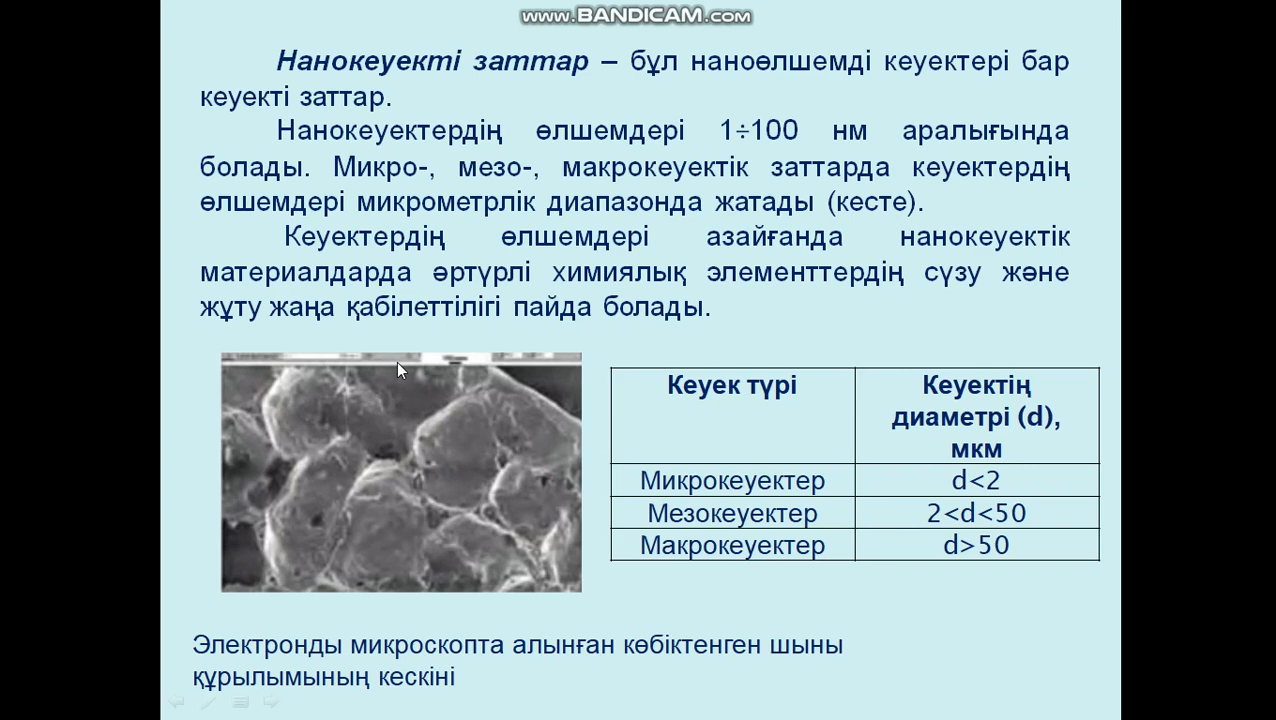 www.BANDICAM.com
Нанокеуекті заттар – бұл наноөлшемді кеуектері бар
кеуекті заттар.
Нанокеуектердің өлшемдері 1÷100 нм аралығында
болады. Микро-, мезо-, макрокеуектік заттарда кеуектердің
өлшемдері микрометрлік диапазонда жатады (кесте).
Кеуектердің өлшемдері азайғанда нанокеуектік
материалдарда әртүрлі химиялық элементтердің сүзу және
жұту жаңа қабілеттілігі пайда болады.
Кеуек түрі
Кеуектің
диаметрі (d),
мкм
Микрокеуектер d<2
Мезокеуектер 2<d<50
Макрокеуектер d>50
Электронды микроскопта алынған көбіктенген шыны
құрылымының кескіні